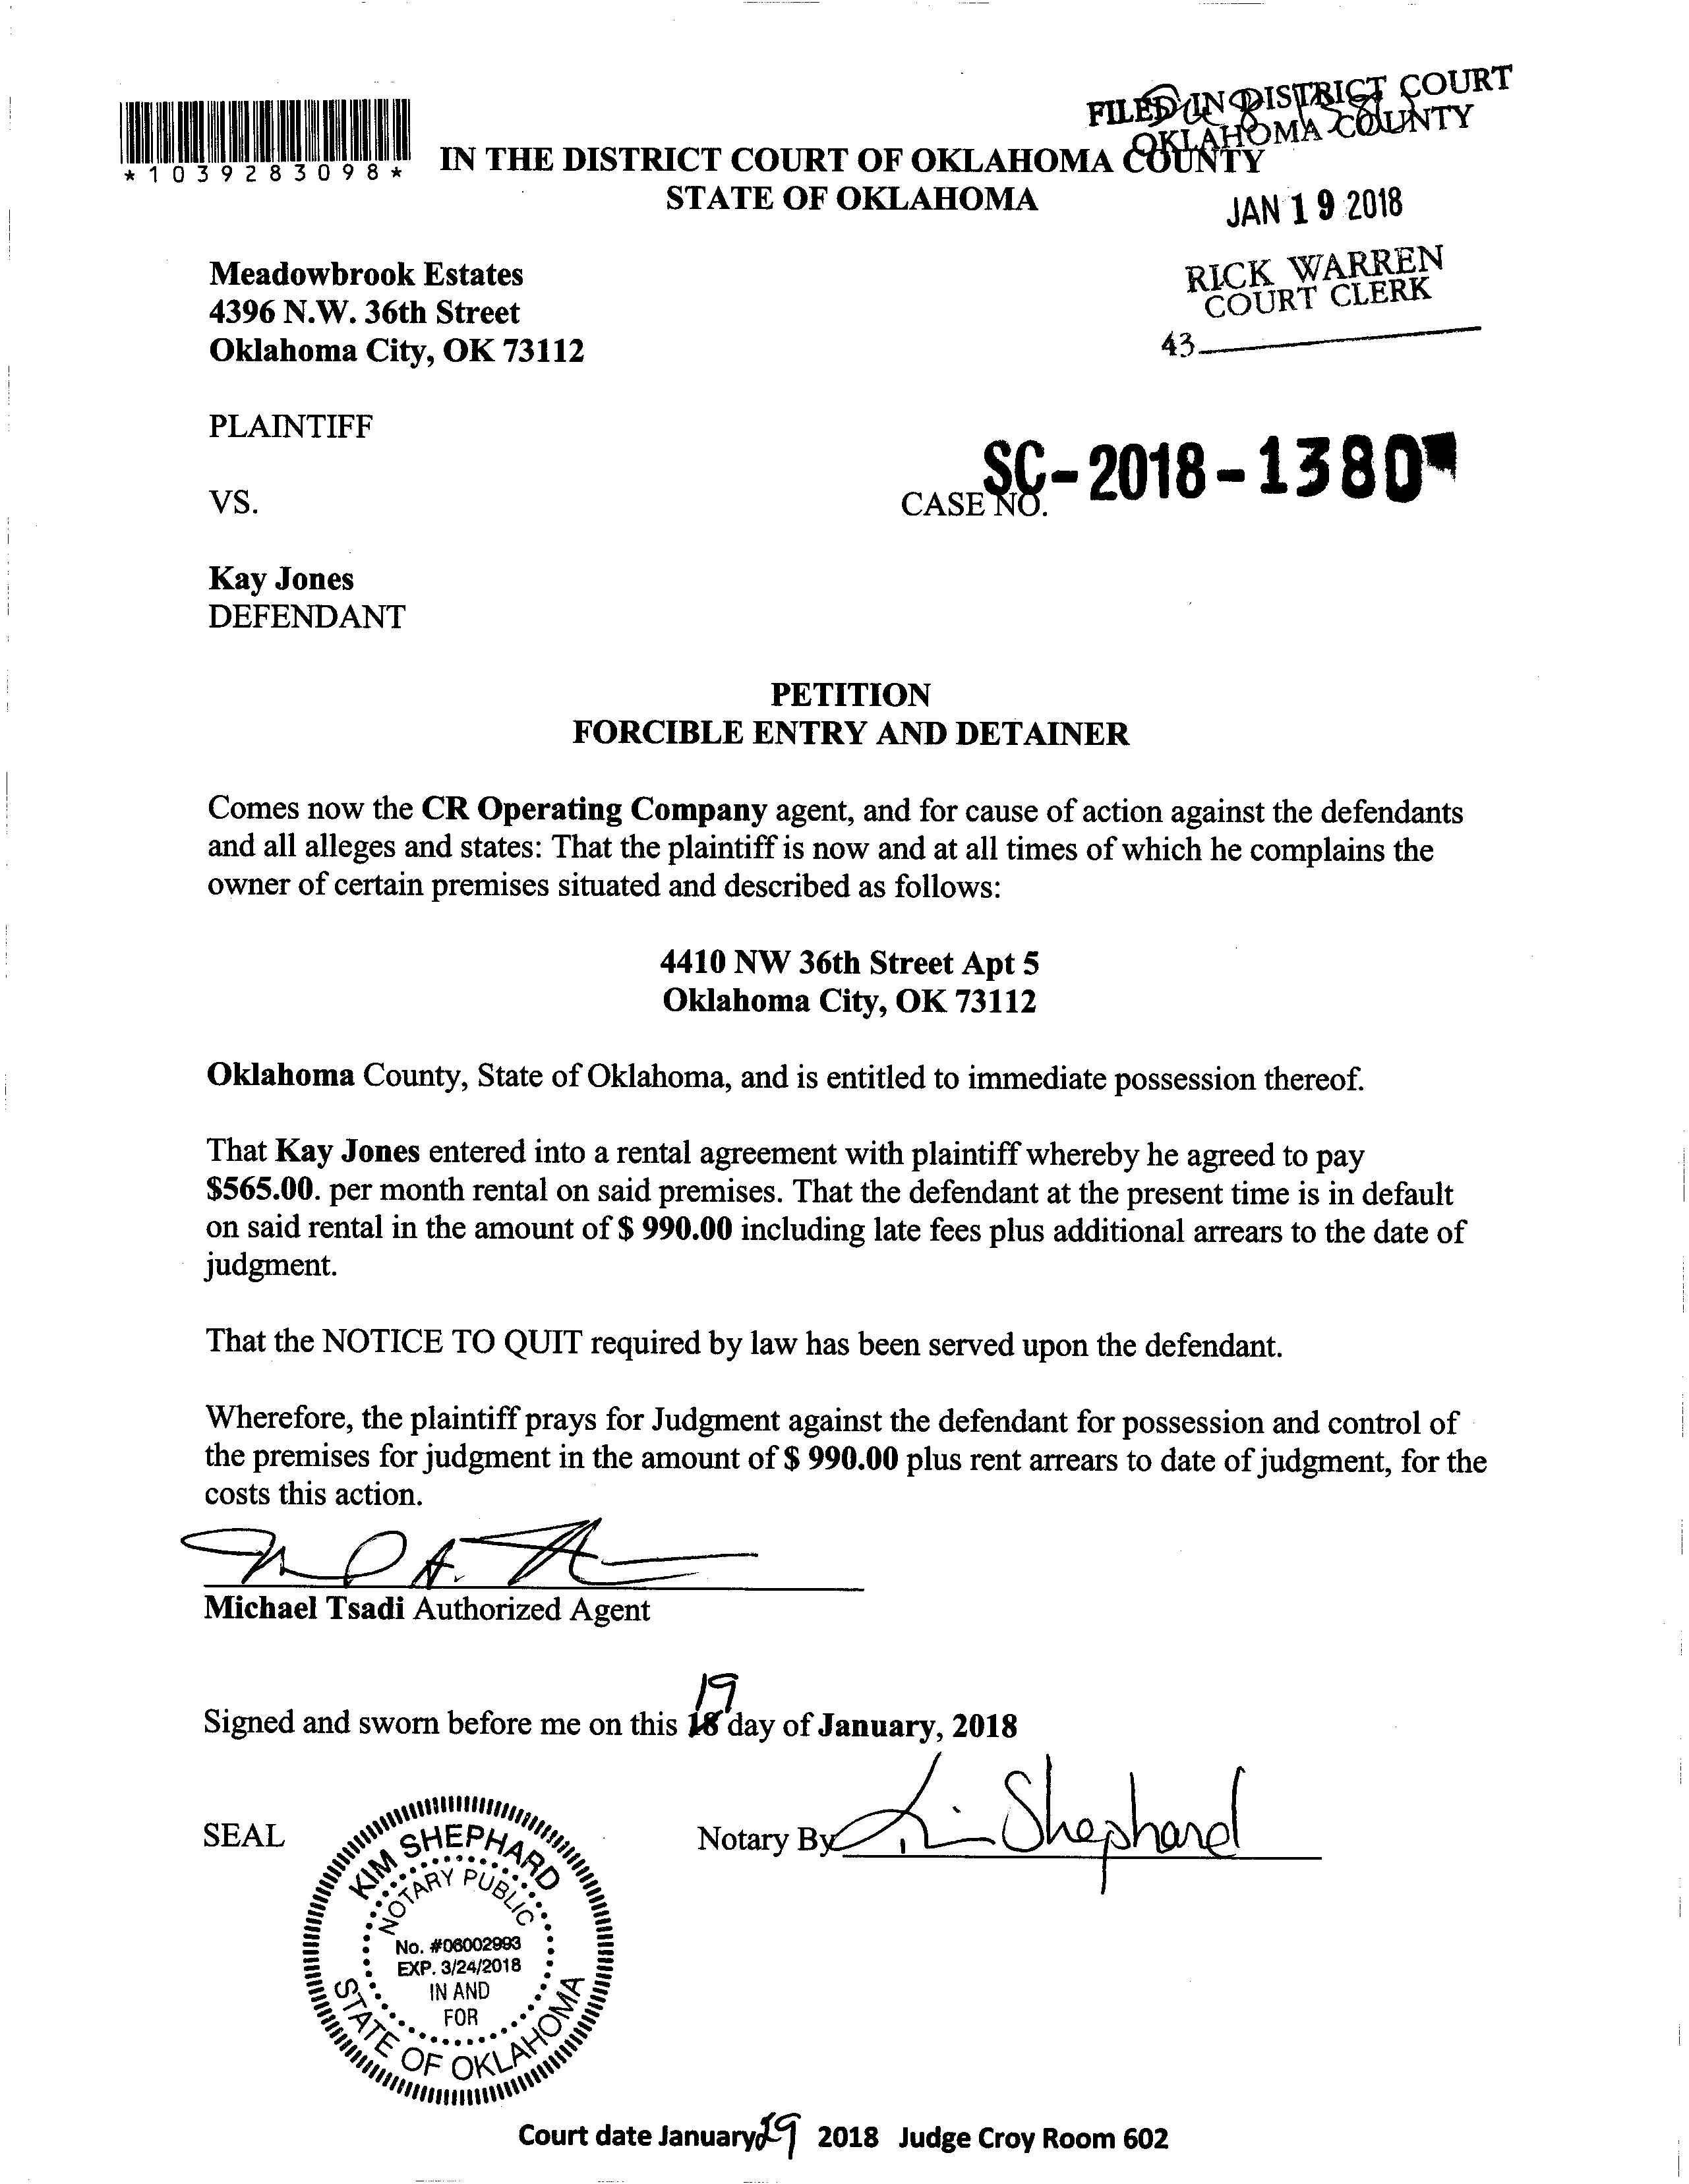 *1039283098*
FILED IN DISTRICT COURT
OKLAHOMA COUNTY
IN THE DISTRICT COURT OF OKLAHOMA COUNTY
STATE OF OKLAHOMA
JAN 19 2018
RICK WARREN
COURT CLERK
43
Meadowbrook Estates
4396 N.W. 36th Street
Oklahoma City, OK 73112
PLAINTIFF
VS.
CASE NO. SC-2018-1380
Kay Jones
DEFENDANT
PETITION
FORCIBLE ENTRY AND DETAINER
Comes now the CR Operating Company agent, and for cause of action against the defendants
and all alleges and states: That the plaintiff is now and at all times of which he complains the
owner of certain premises situated and described as follows:
4410 NW 36th Street Apt 5
Oklahoma City, OK 73112
Oklahoma County, State of Oklahoma, and is entitled to immediate possession thereof.
That Kay Jones entered into a rental agreement with plaintiff whereby he agreed to pay
$565.00. per month rental on said premises. That the defendant at the present time is in default
on said rental in the amount of $ 990.00 including late fees plus additional arrears to the date of
judgment.
That the NOTICE TO QUIT required by law has been served upon the defendant.
Wherefore, the plaintiff prays for Judgment against the defendant for possession and control of
the premises for judgment in the amount of $ 990.00 plus rent arrears to date of judgment, for the
costs this action.
Michael Tsadi Authorized Agent
19
Signed and sworn before me on this 18 day of January, 2018
SEAL
Notary By Kim Shephard
KIM SHEPHARD
NOTARY PUBLIC
No. #06002993
EXP. 3/24/2018
IN AND
FOR
STATE OF OKLAHOMA
Court date January 29 2018 Judge Croy Room 602